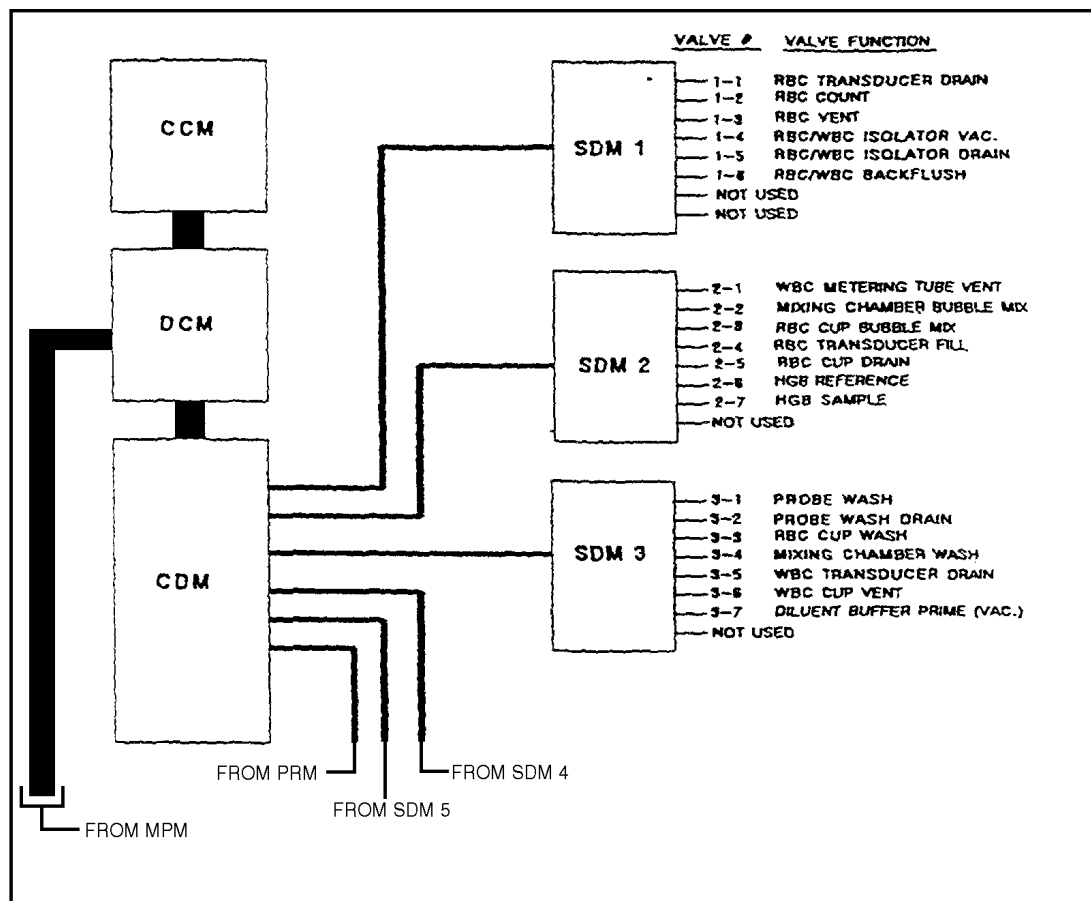 VALVE # VALVE FUNCTION
CCM
SDM 1
1-1 RBC TRANSDUCER DRAIN
1-2 RBC COUNT
1-3 RBC VENT
1-4 RBC/WBC ISOLATOR VAC.
1-5 RBC/WBC ISOLATOR DRAIN
1-6 RBC/WBC BACKFLUSH
NOT USED
NOT USED
DCM
SDM 2
2-1 WBC METERING TUBE VENT
2-2 MIXING CHAMBER BUBBLE MIX
2-3 RBC CUP BUBBLE MIX
2-4 RBC TRANSDUCER FILL
2-5 RBC CUP DRAIN
2-6 HGB REFERENCE
2-7 HGB SAMPLE
NOT USED
CDM
SDM 3
3-1 PROBE WASH
3-2 PROBE WASH DRAIN
3-3 RBC CUP WASH
3-4 MIXING CHAMBER WASH
3-5 WBC TRANSDUCER DRAIN
3-6 WBC CUP VENT
3-7 DILUENT BUFFER PRIME (VAC.)
NOT USED
FROM PRM
FROM SDM 4
FROM SDM 5
FROM MPM